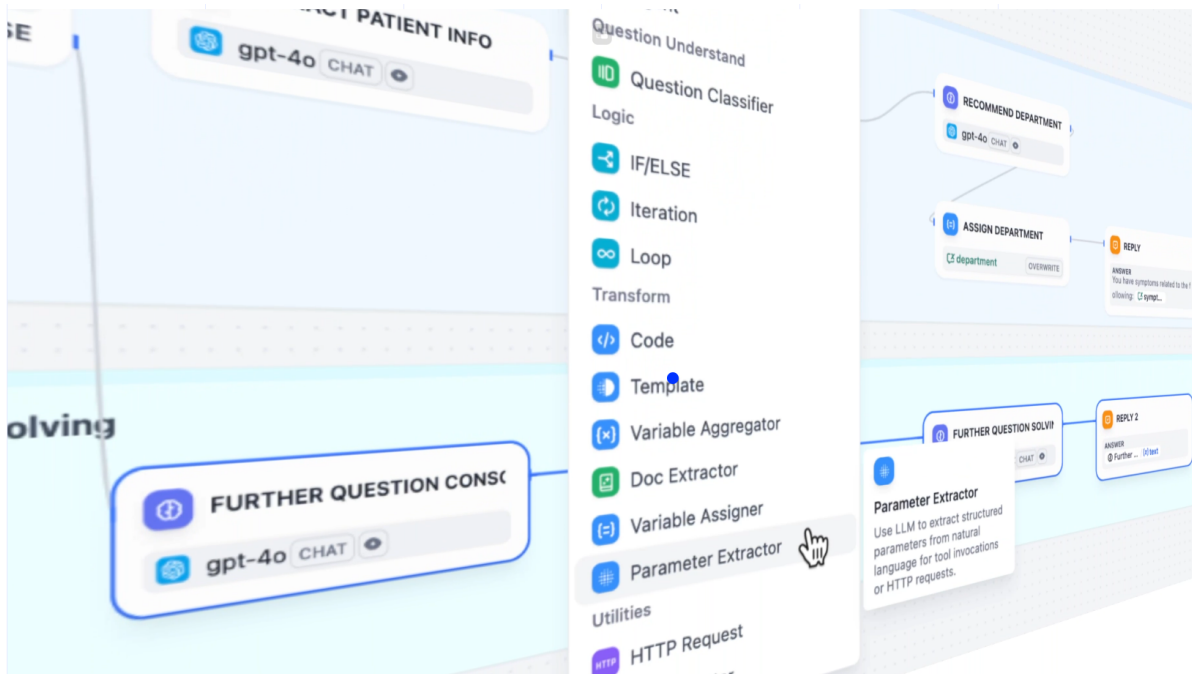 SE
ACT PATIENT INFO
gpt-4o CHAT
olving
FURTHER QUESTION CONS
gpt-4o CHAT
Question Understand
Question Classifier
Logic
IF/ELSE
Iteration
Loop
Transform
Code
Template
Variable Aggregator
Doc Extractor
Variable Assigner
Parameter Extractor
Utilities
HTTP
HTTP Request
RECOMMEND DEPARTMENT
gpt-4o CHAT
ASSIGN DEPARTMENT
department OVERWRITE
REPLY
ANSWER
You have symptoms related to the f
ollowing: sympt...
FURTHER QUESTION SOLVI
CHAT
REPLY 2
ANSWER
Further ... {x} text
Parameter Extractor
Use LLM to extract structured
parameters from natural
language for tool invocations
or HTTP requests.